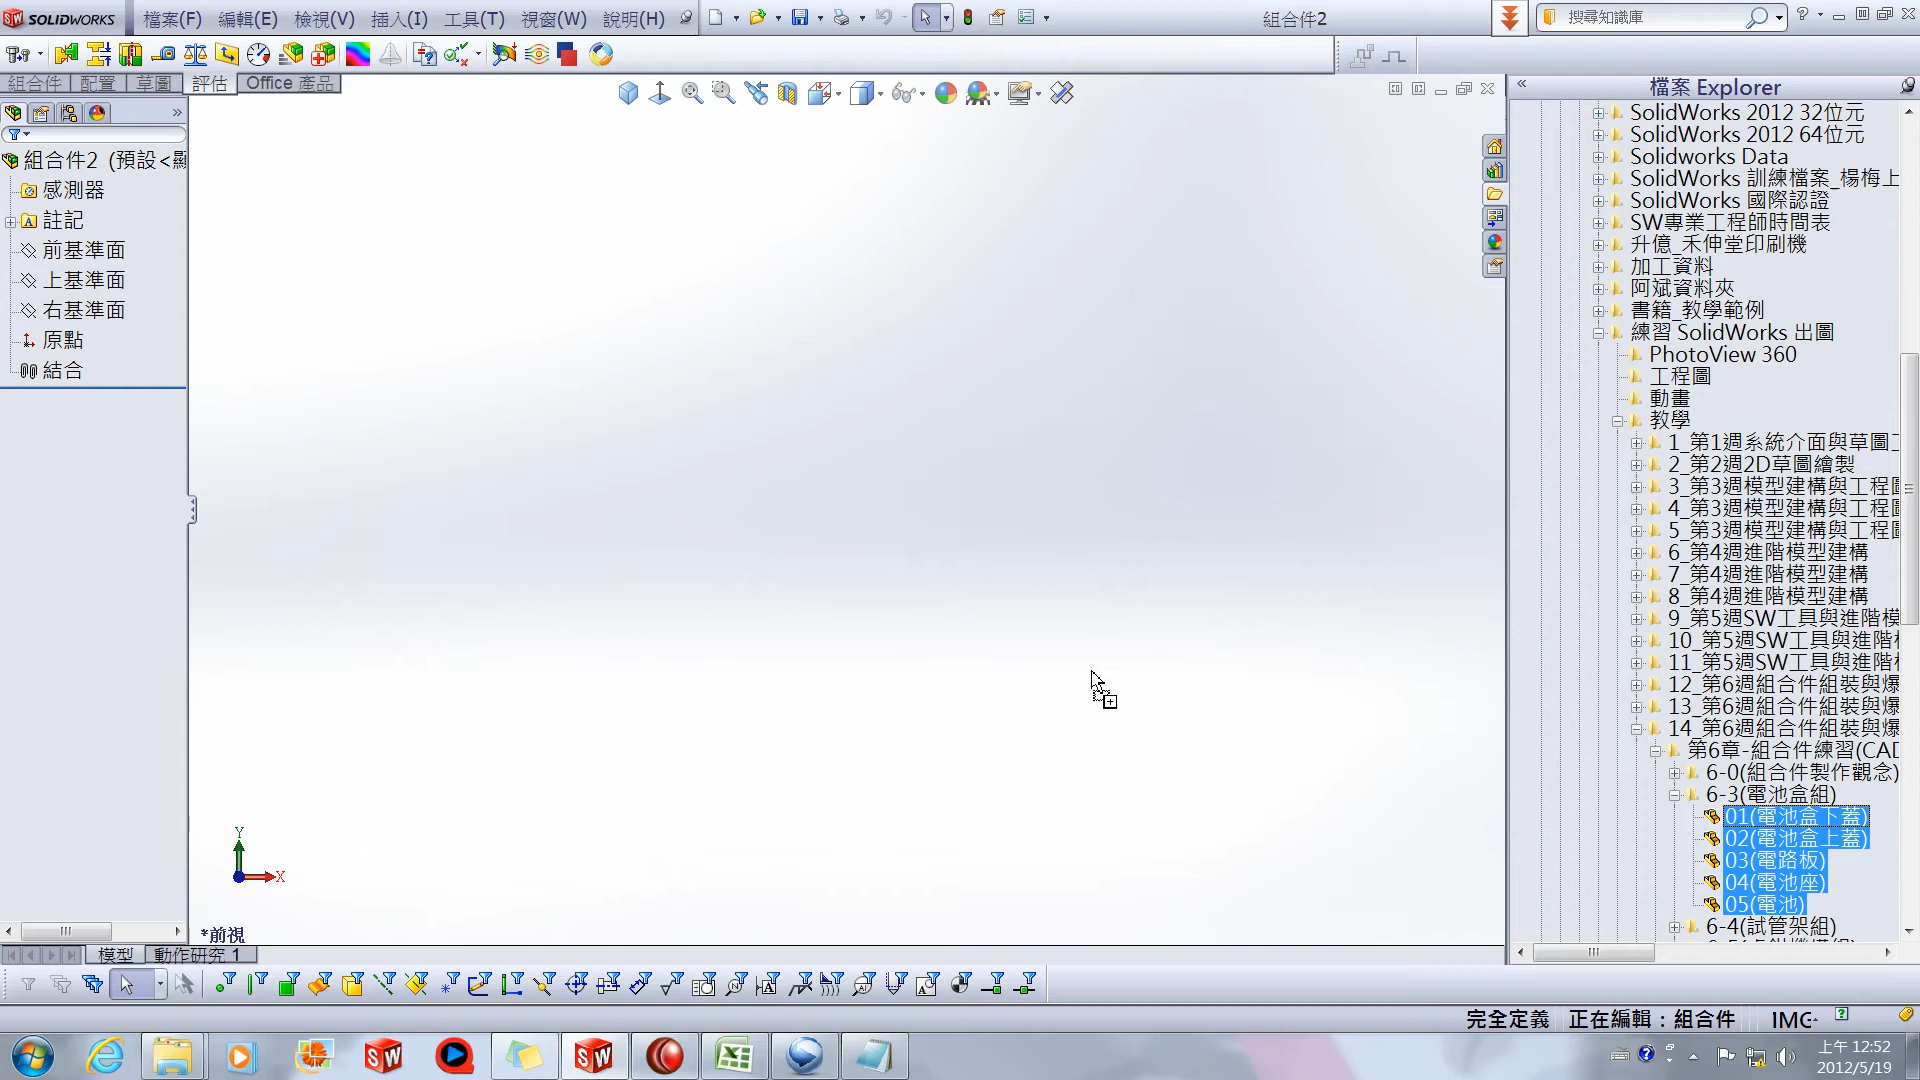 SOLIDWORKS 檔案(F) 編輯(E) 檢視(V) 插入(I) 工具(T) 視窗(W) 說明(H) 組合件2 搜尋知識庫
組合件 配置 草圖 評估 Office 產品
檔案 Explorer
組合件2 (預設<顯
感測器
註記
前基準面
上基準面
右基準面
原點
結合
SolidWorks 2012 32位元
SolidWorks 2012 64位元
Solidworks Data
SolidWorks 訓練檔案_楊梅上
SolidWorks 國際認證
SW專業工程師時間表
升億_禾伸堂印刷機
加工資料
阿斌資料夾
書籍_教學範例
練習 SolidWorks 出圖
PhotoView 360
工程圖
動畫
教學
1_第1週系統介面與草圖工
2_第2週2D草圖繪製
3_第3週模型建構與工程圖
4_第3週模型建構與工程圖
5_第3週模型建構與工程圖
6_第4週進階模型建構
7_第4週進階模型建構
8_第4週進階模型建構
9_第5週SW工具與進階模
10_第5週SW工具與進階模
11_第5週SW工具與進階模
12_第6週組合件組裝與爆
13_第6週組合件組裝與爆
14_第6週組合件組裝與爆
第6章-組合件練習(CAD
6-0(組合件製作觀念)
6-3(電池盒組)
01(電池盒下蓋)
02(電池盒上蓋)
03(電路板)
04(電池座)
05(電池)
6-4(試管架組)
Y
X
*前視
模型 動作研究 1
完全定義 正在編輯：組合件 IMG
上午 12:52
2012/5/19